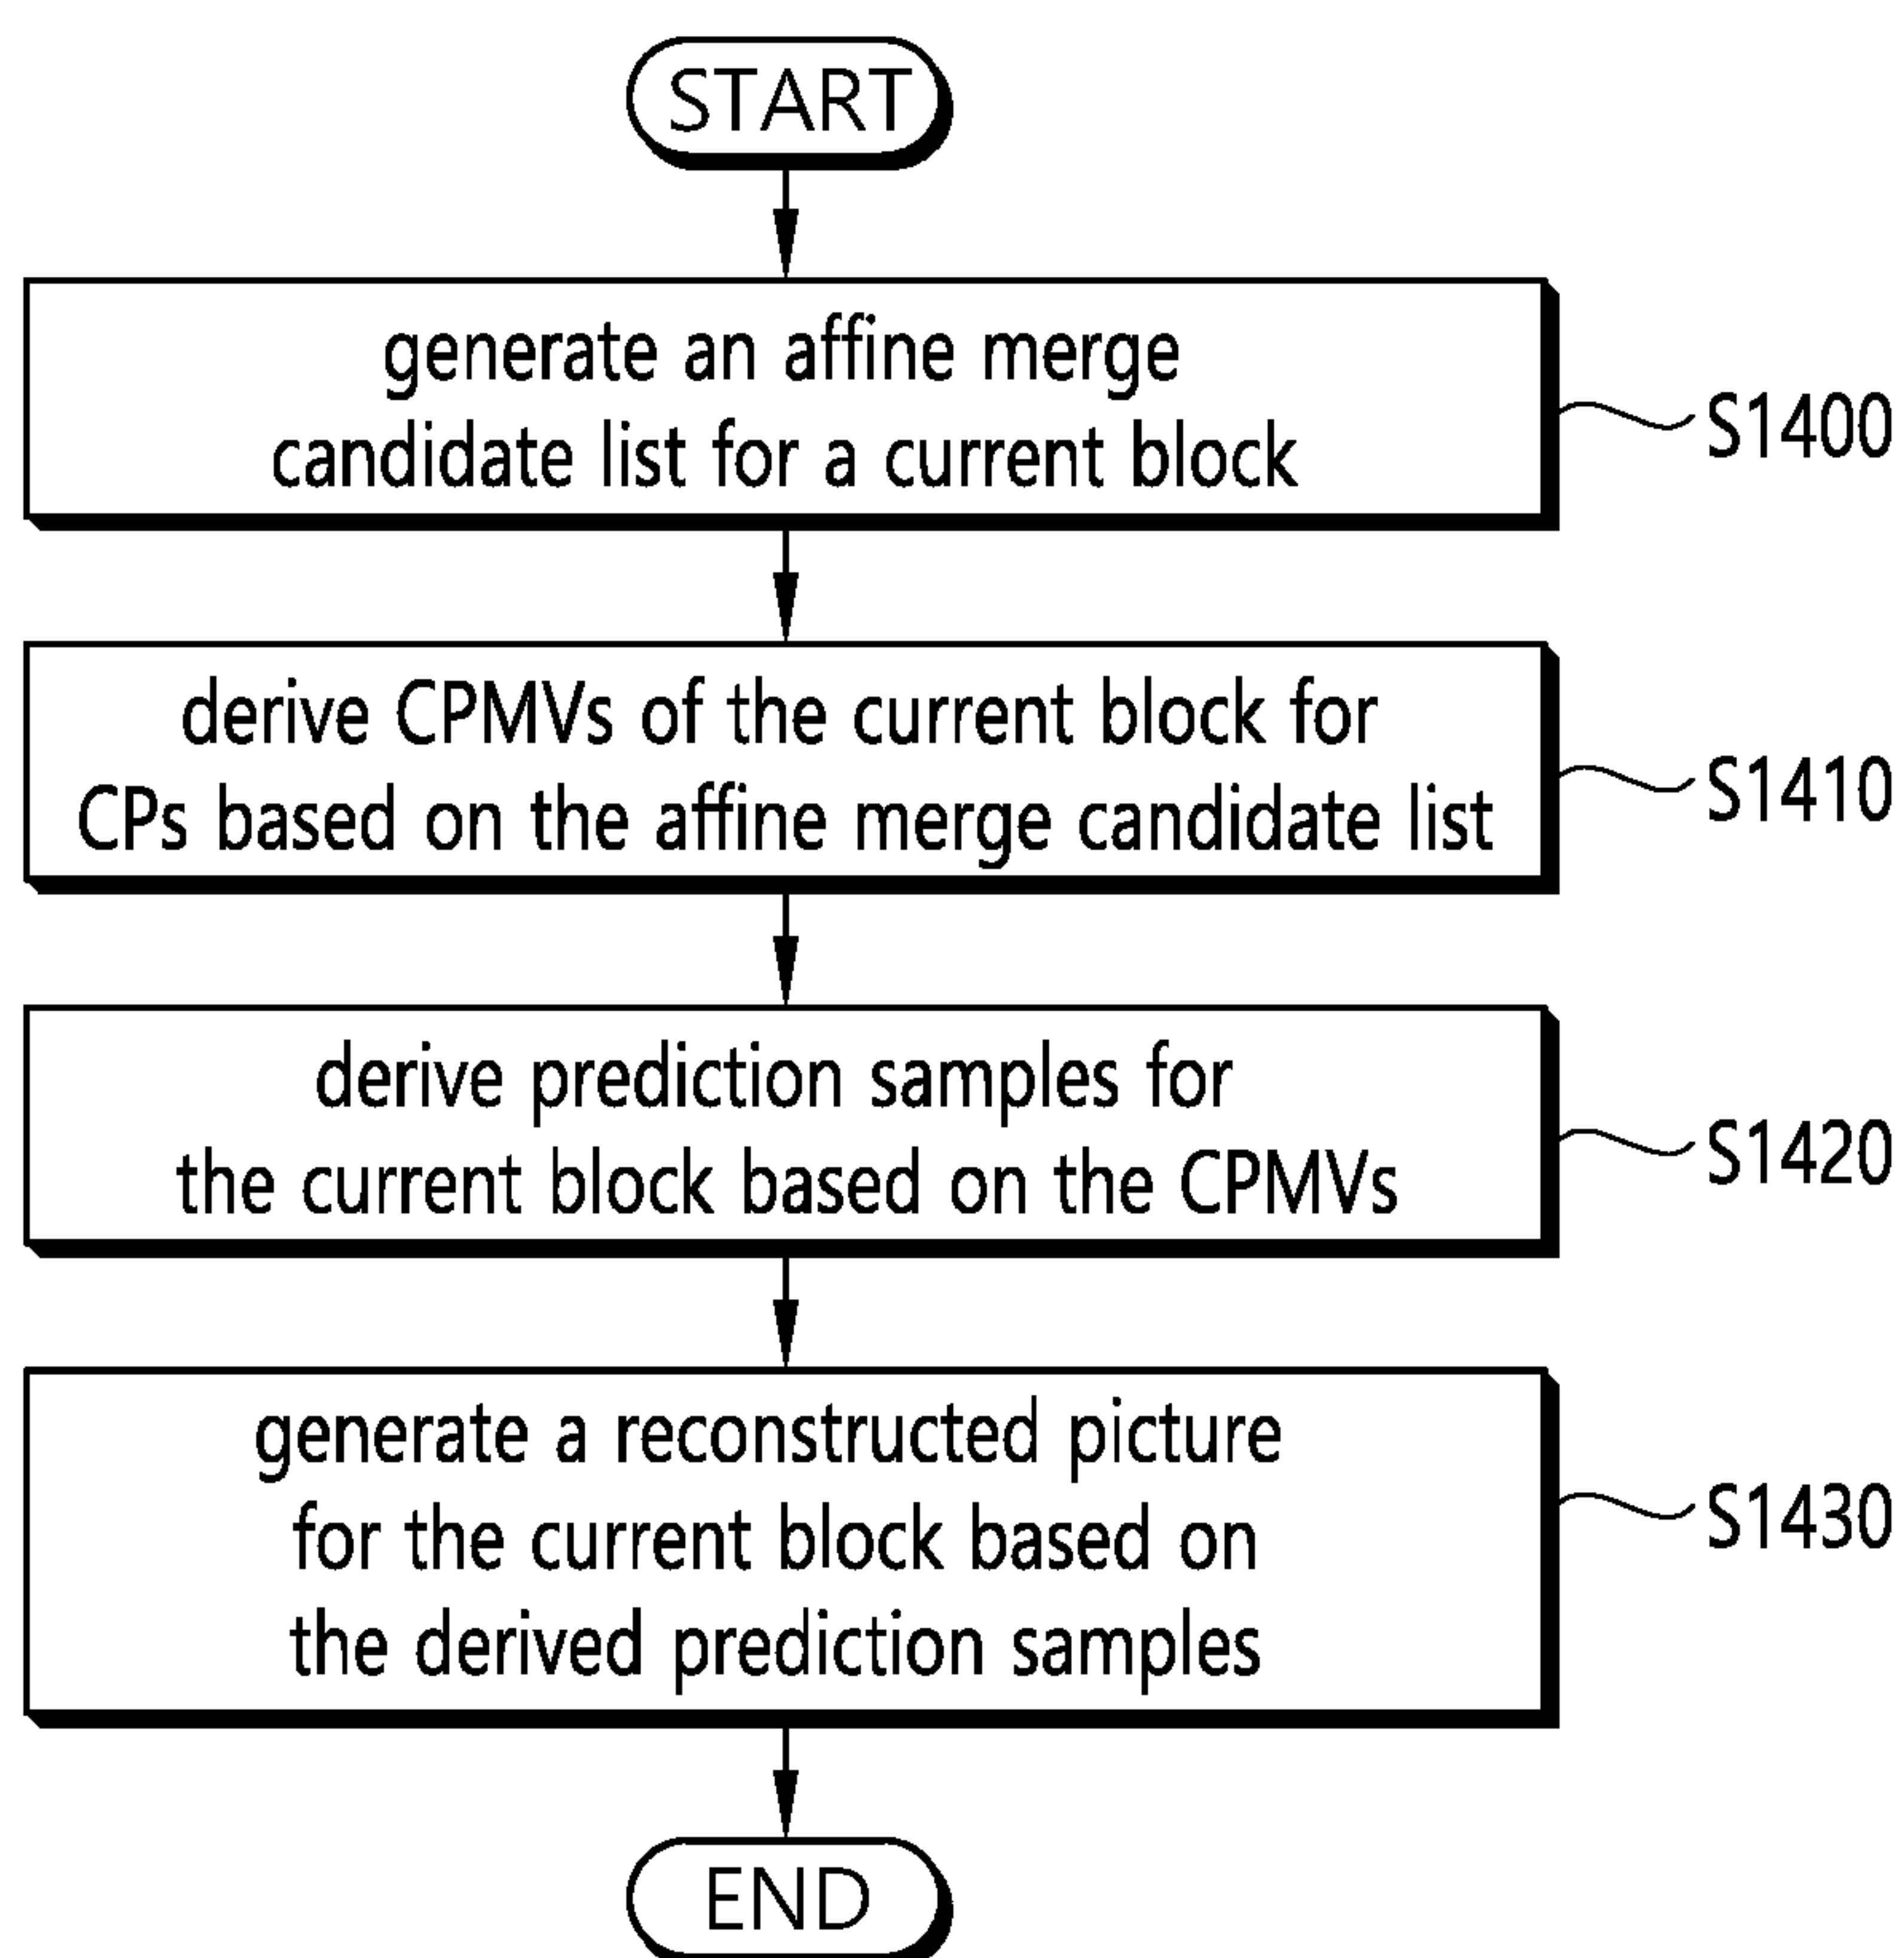 START
generate an affine merge
candidate list for a current block
S1400
derive CPMVs of the current block for
CPs based on the affine merge candidate list
S1410
derive prediction samples for
the current block based on the CPMVs
S1420
generate a reconstructed picture
for the current block based on
the derived prediction samples
S1430
END